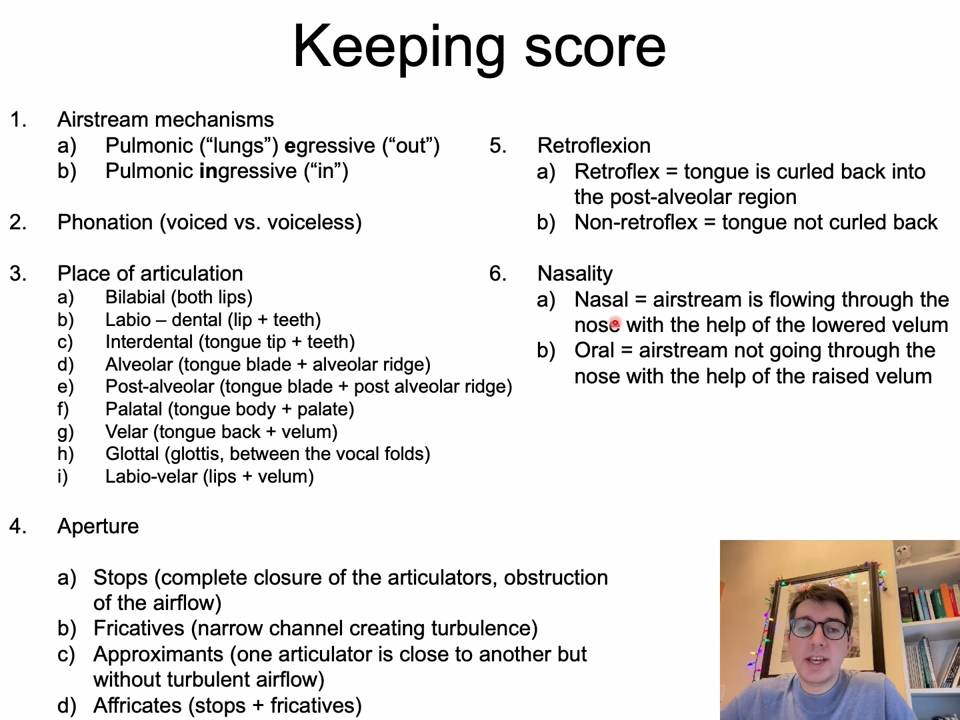 Keeping score
1. Airstream mechanisms
a) Pulmonic (“lungs”) egressive (“out”)
b) Pulmonic ingressive (“in”)
2. Phonation (voiced vs. voiceless)
3. Place of articulation
a) Bilabial (both lips)
b) Labio – dental (lip + teeth)
c) Interdental (tongue tip + teeth)
d) Alveolar (tongue blade + alveolar ridge)
e) Post-alveolar (tongue blade + post alveolar ridge)
f) Palatal (tongue body + palate)
g) Velar (tongue back + velum)
h) Glottal (glottis, between the vocal folds)
i) Labio-velar (lips + velum)
4. Aperture
a) Stops (complete closure of the articulators, obstruction
of the airflow)
b) Fricatives (narrow channel creating turbulence)
c) Approximants (one articulator is close to another but
without turbulent airflow)
d) Affricates (stops + fricatives)
5. Retroflexion
a) Retroflex = tongue is curled back into
the post-alveolar region
b) Non-retroflex = tongue not curled back
6. Nasality
a) Nasal = airstream is flowing through the
nose with the help of the lowered velum
b) Oral = airstream not going through the
nose with the help of the raised velum